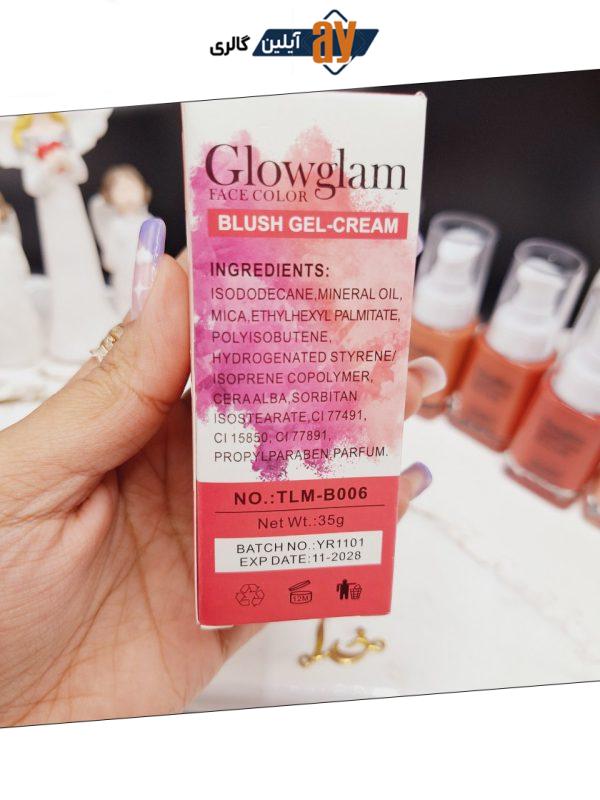 آیلین گالری ay
Glowglam
FACE COLOR
BLUSH GEL-CREAM
INGREDIENTS:
ISODODECANE,MINERAL OIL,
MICA,ETHYLHEXYL PALMITATE,
POLYISOBUTENE,
HYDROGENATED STYRENE/
ISOPRENE COPOLYMER,
CERA ALBA,SORBITAN
ISOSTEARATE,CI 77491,
CI 15850, CI 77891,
PROPYLPARABEN,PARFUM.
NO.:TLM-B006
Net Wt.:35g
BATCH NO.:YR1101
EXP DATE:11-2028
12M